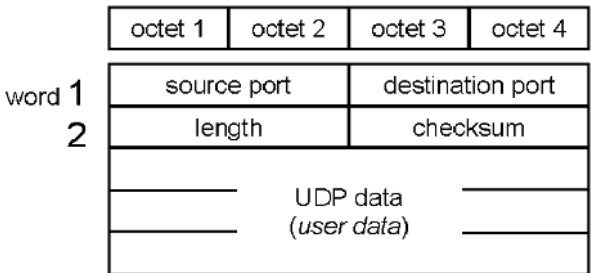 octet 1 octet 2 octet 3 octet 4
word 1 source port destination port
2 length checksum
UDP data
(user data)